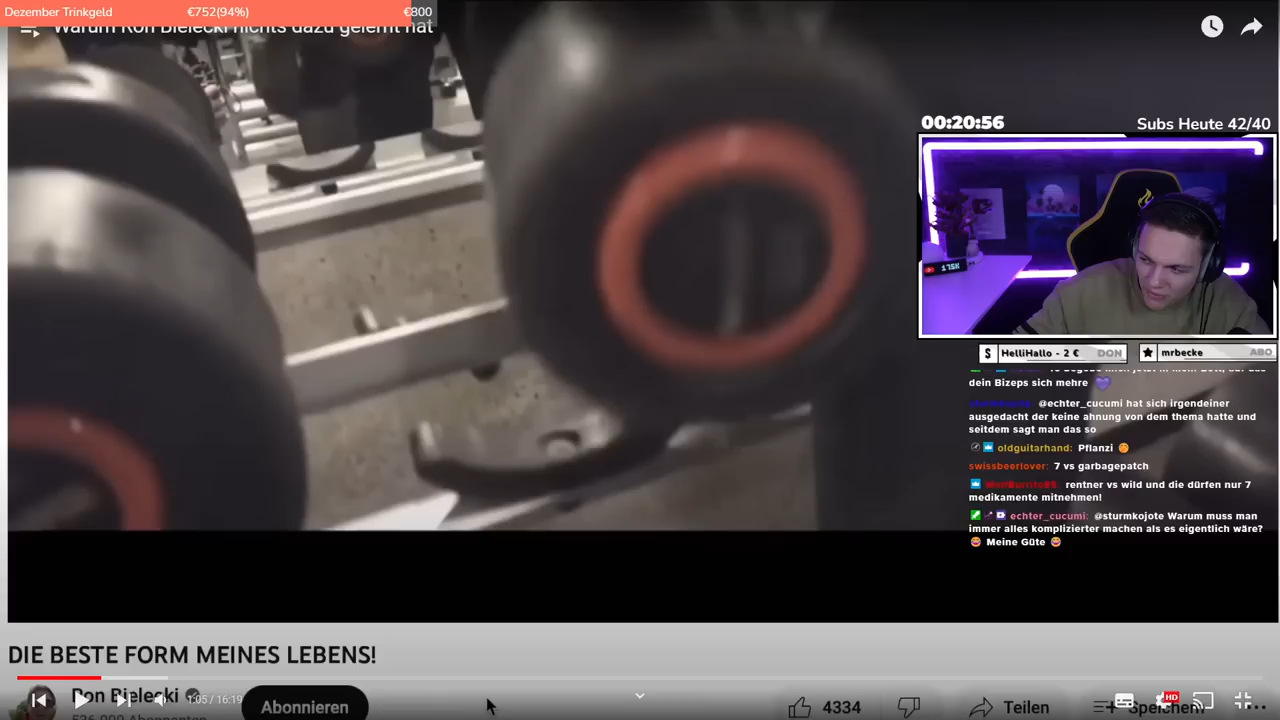 Dezember Trinkgeld €752(94%) €800
Warum Ron Bielecki nichts dazu gelernt hat
00:20:56 Subs Heute 42/40
175K
$ HelliHallo - 2 € DON
mrbecke ABO
dein Bizeps sich mehre
@echter_cucumi hat sich irgendeiner
ausgedacht der keine ahnung von dem thema hatte und
seitdem sagt man das so
oldguitarhand: Pflanzi
swissbeerlover: 7 vs garbagepatch
rentner vs wild und die dürfen nur 7
medikamente mitnehmen!
echter_cucumi: @sturmkojote Warum muss man
immer alles komplizierter machen als es eigentlich wäre?
Meine Güte
DIE BESTE FORM MEINES LEBENS!
Ron Bielecki
1:05 / 16:19
Abonnieren
4334
Teilen
Speichern
HD